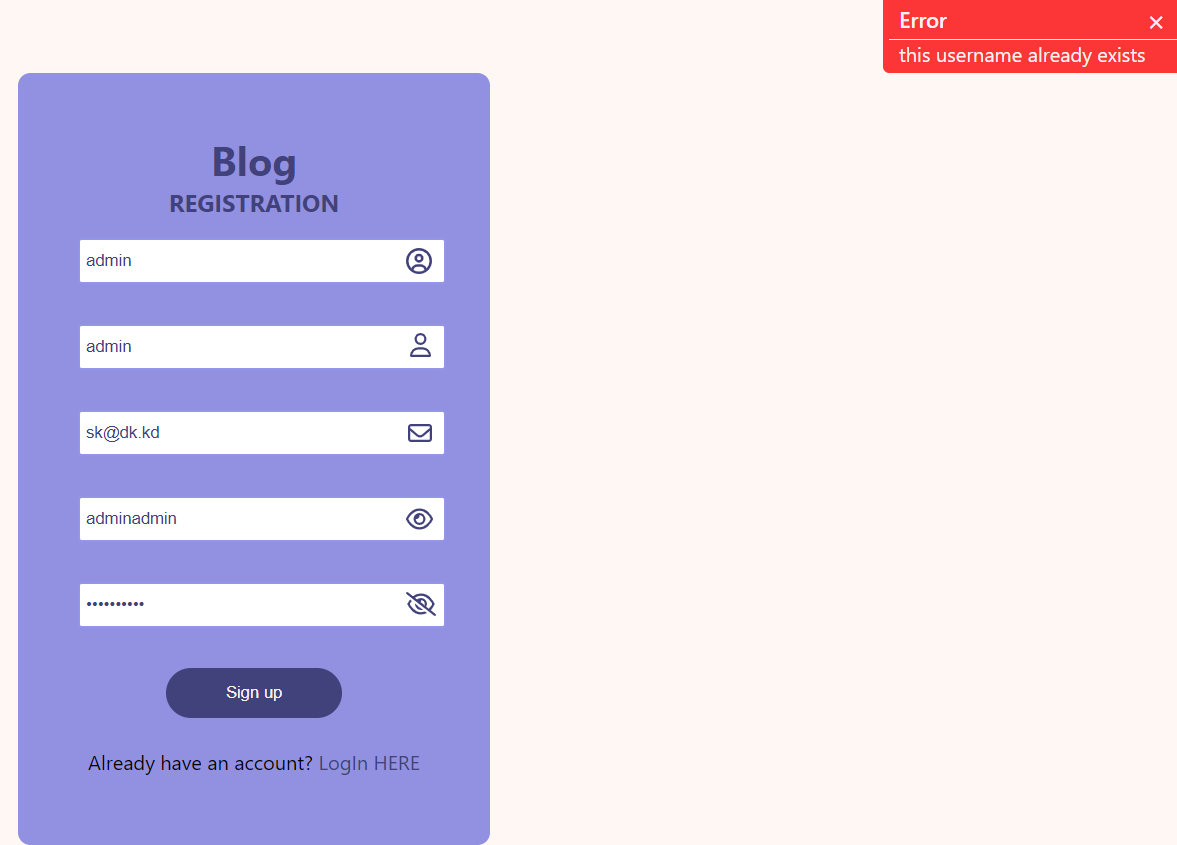 Error
this username already exists
Blog
REGISTRATION
admin
admin
sk@dk.kd
adminadmin
••••••••••
Sign up
Already have an account? LogIn HERE